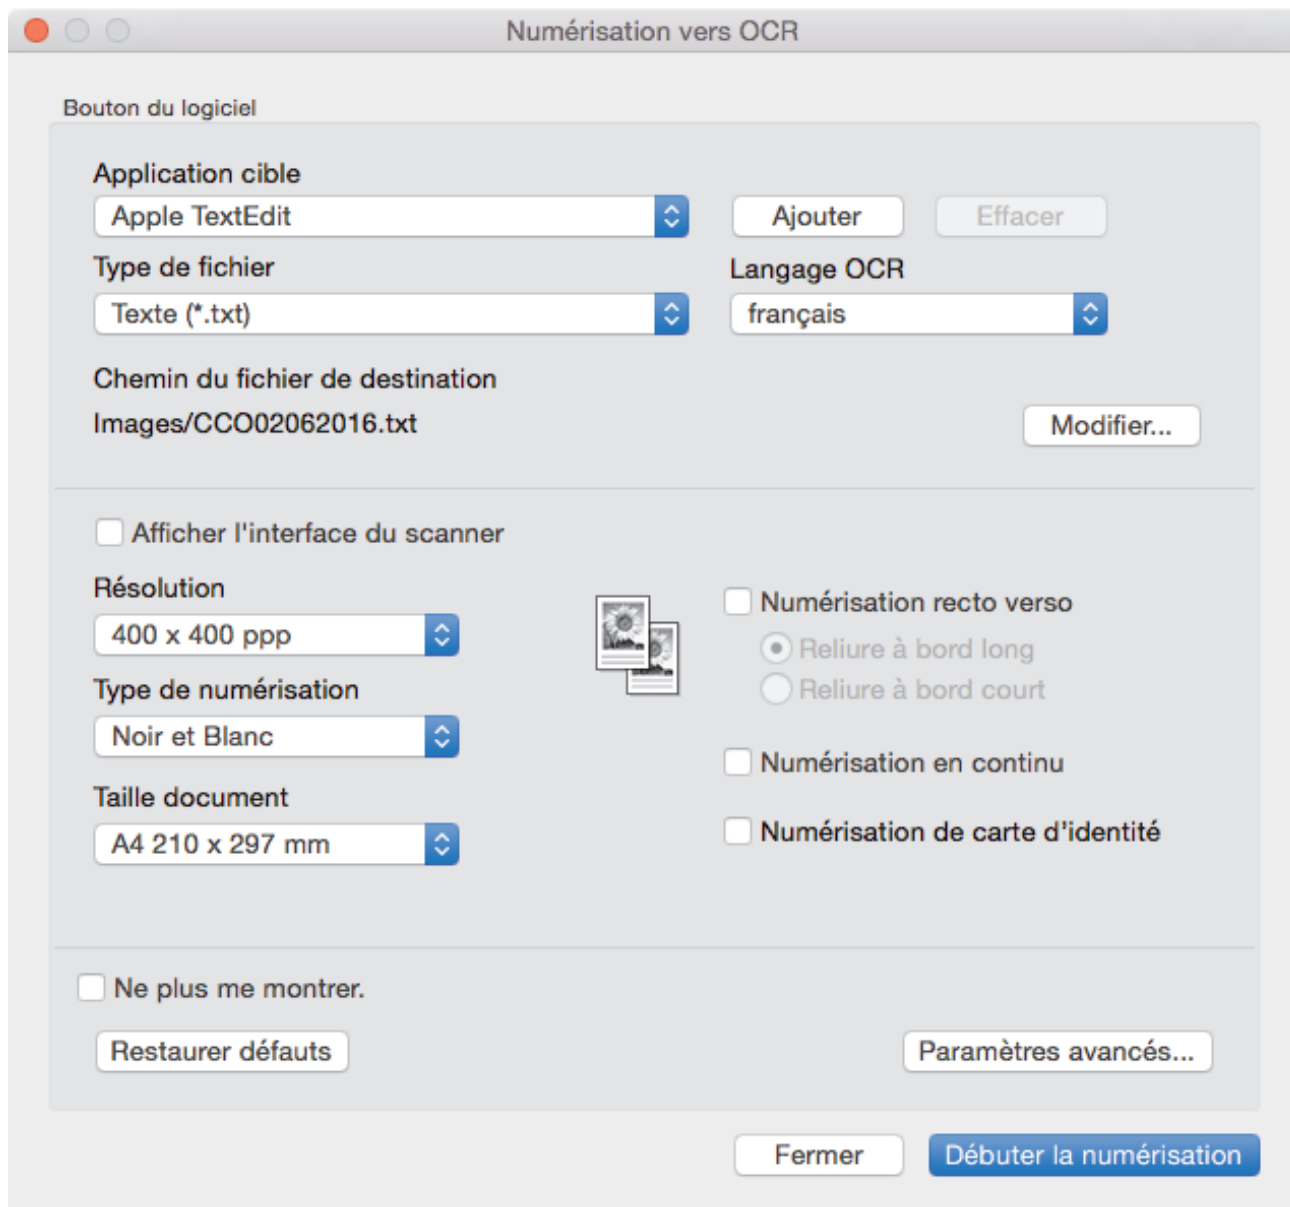 Numérisation vers OCR
Bouton du logiciel
Application cible
Apple TextEdit
Ajouter
Effacer
Type de fichier
Langage OCR
Texte (*.txt)
français
Chemin du fichier de destination
Images/CCO02062016.txt
Modifier...
Afficher l'interface du scanner
Résolution
400 x 400 ppp
Numérisation recto verso
Reliure à bord long
Reliure à bord court
Type de numérisation
Noir et Blanc
Numérisation en continu
Taille document
A4 210 x 297 mm
Numérisation de carte d’identité
Ne plus me montrer.
Restaurer défauts
Paramètres avancés...
Fermer
Débuter la numérisation